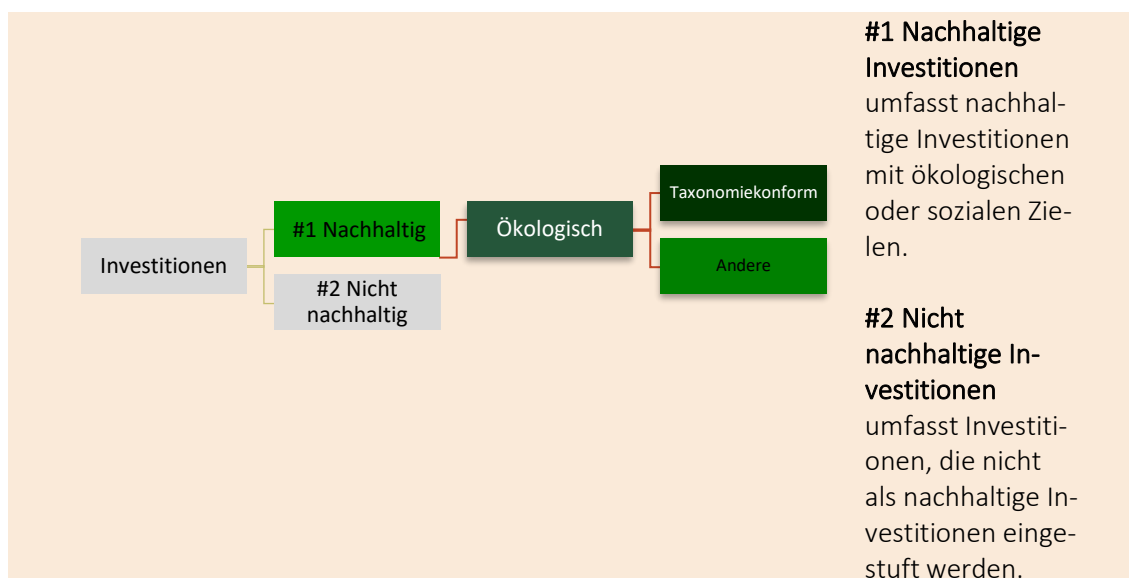 Investitionen
#1 Nachhaltig
#2 Nicht
nachhaltig
Ökologisch
Taxonomiekonform
Andere
#1 Nachhaltige
Investitionen
umfasst nachhal-
tige Investitionen
mit ökologischen
oder sozialen Zie-
len.
#2 Nicht
nachhaltige In-
vestitionen
umfasst Investiti-
onen, die nicht
als nachhaltige In-
vestitionen einge-
stuft werden.